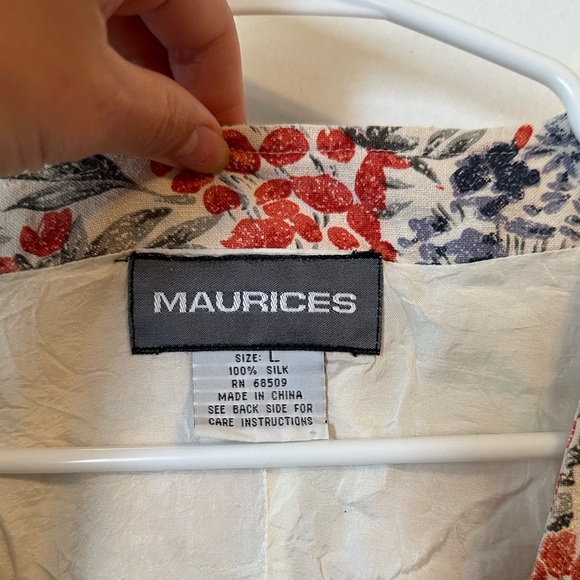 MAURICES
SIZE: L
100% SILK
RN 68509
MADE IN CHINA
SEE BACK SIDE FOR
CARE INSTRUCTIONS